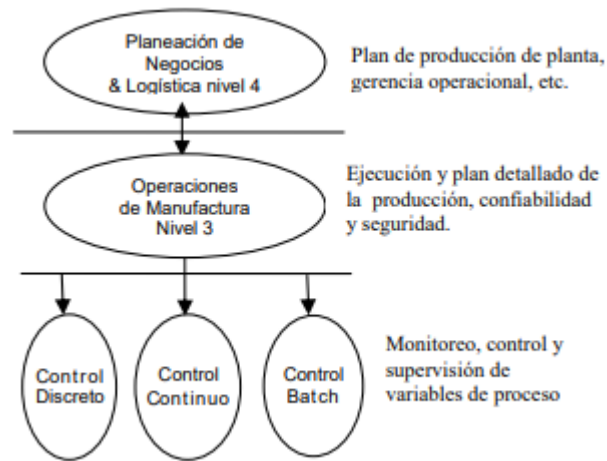 Planeación de
Negocios
& Logística nivel 4
Plan de producción de planta,
gerencia operacional, etc.
Operaciones
de Manufactura
Nivel 3
Ejecución y plan detallado de
la producción, confiabilidad
y seguridad.
Control
Discreto
Control
Continuo
Control
Batch
Monitoreo, control y
supervisión de
variables de proceso